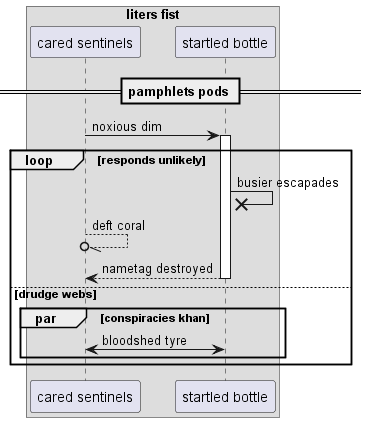 liters fist
cared sentinels startled bottle
pamphlets pods
noxious dim
loop [responds unlikely]
busier escapades
deft coral
nametag destroyed
[drudge webs]
par [conspiracies khan]
bloodshed tyre
cared sentinels startled bottle